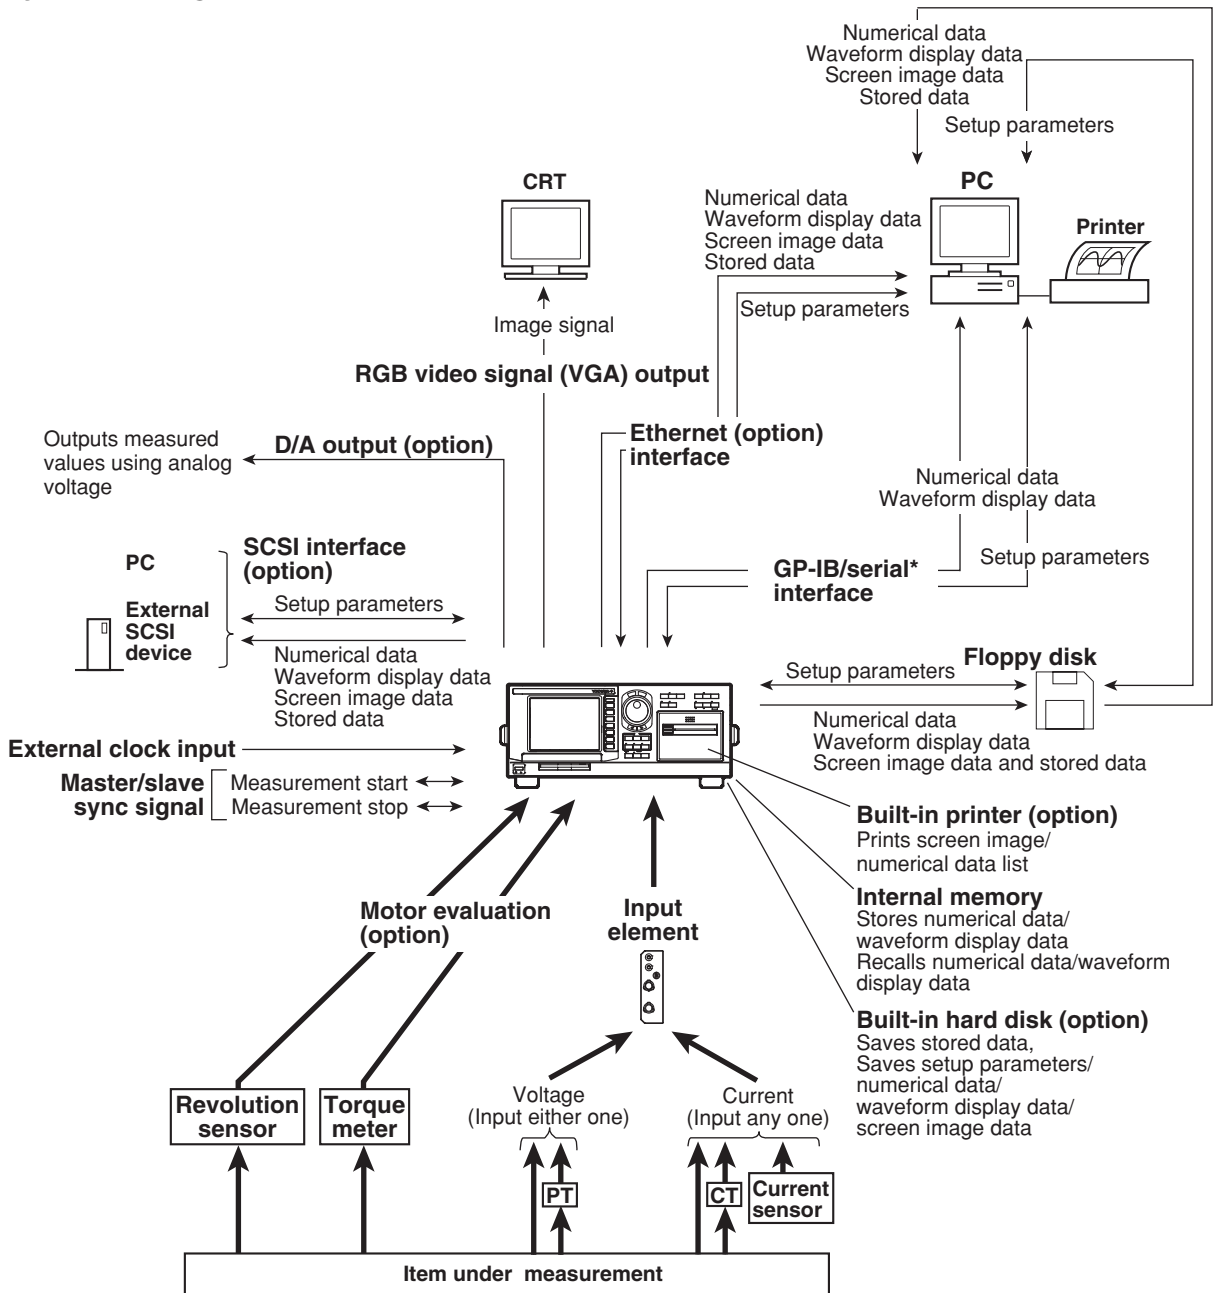 Numerical data
Waveform display data
Screen image data
Stored data
Setup parameters
CRT
PC
Numerical data
Waveform display data
Screen image data
Stored data
Printer
Setup parameters
Image signal
RGB video signal (VGA) output
Outputs measured
values using analog
voltage
D/A output (option)
Ethernet (option)
interface
Numerical data
Waveform display data
SCSI interface
(option)
PC
External
SCSI
device
Setup parameters
Numerical data
Waveform display data
Screen image data
Stored data
GP-IB/serial*
interface
Setup parameters
Floppy disk
Setup parameters
Numerical data
Waveform display data
Screen image data and stored data
External clock input
Master/slave
sync signal
Measurement start
Measurement stop
Built-in printer (option)
Prints screen image/
numerical data list
Internal memory
Stores numerical data/
waveform display data
Recalls numerical data/waveform
display data
Built-in hard disk (option)
Saves stored data,
Saves setup parameters/
numerical data/
waveform display data/
screen image data
Motor evaluation
(option)
Input
element
Revolution
sensor
Torque
meter
Voltage
(Input either one)
Current
(Input any one)
PT
CT
Current
sensor
Item under measurement